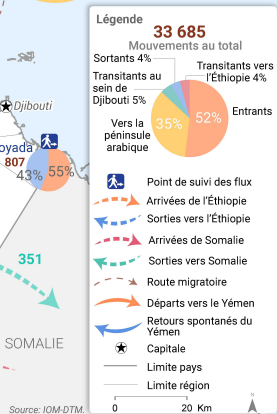 Légende
33 685
Mouvements au total
Sortants 4%
Transitants vers
l'Éthiopie 4%
Transitants au
sein de
Djibouti 5%
Entrants
52%
35%
Vers la
péninsule
arabique
Djibouti
oyada
807
43%
55%
Point de suivi des flux
Arrivées de l'Éthiopie
Sorties vers l'Éthiopie
Arrivées de Somalie
Sorties vers Somalie
Route migratoire
Départs vers le Yémen
Retours spontanés du
Yémen
Capitale
Limite pays
Limite région
0
20 Km
N
351
SOMALIE
Source: IOM-DTM,